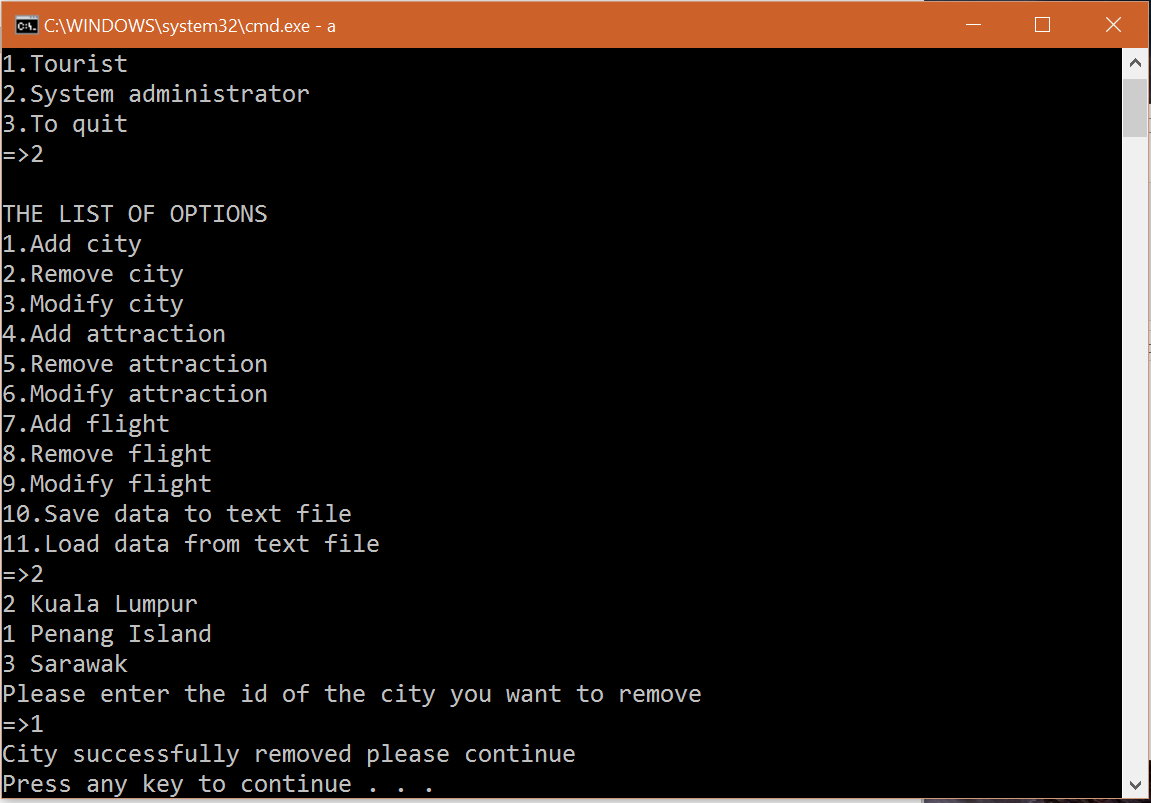 C:\WINDOWS\system32\cmd.exe - a
1.Tourist
2.System administrator
3.To quit
=>2
THE LIST OF OPTIONS
1.Add city
2.Remove city
3.Modify city
4.Add attraction
5.Remove attraction
6.Modify attraction
7.Add flight
8.Remove flight
9.Modify flight
10.Save data to text file
11.Load data from text file
=>2
2 Kuala Lumpur
1 Penang Island
3 Sarawak
Please enter the id of the city you want to remove
=>1
City successfully removed please continue
Press any key to continue . . .